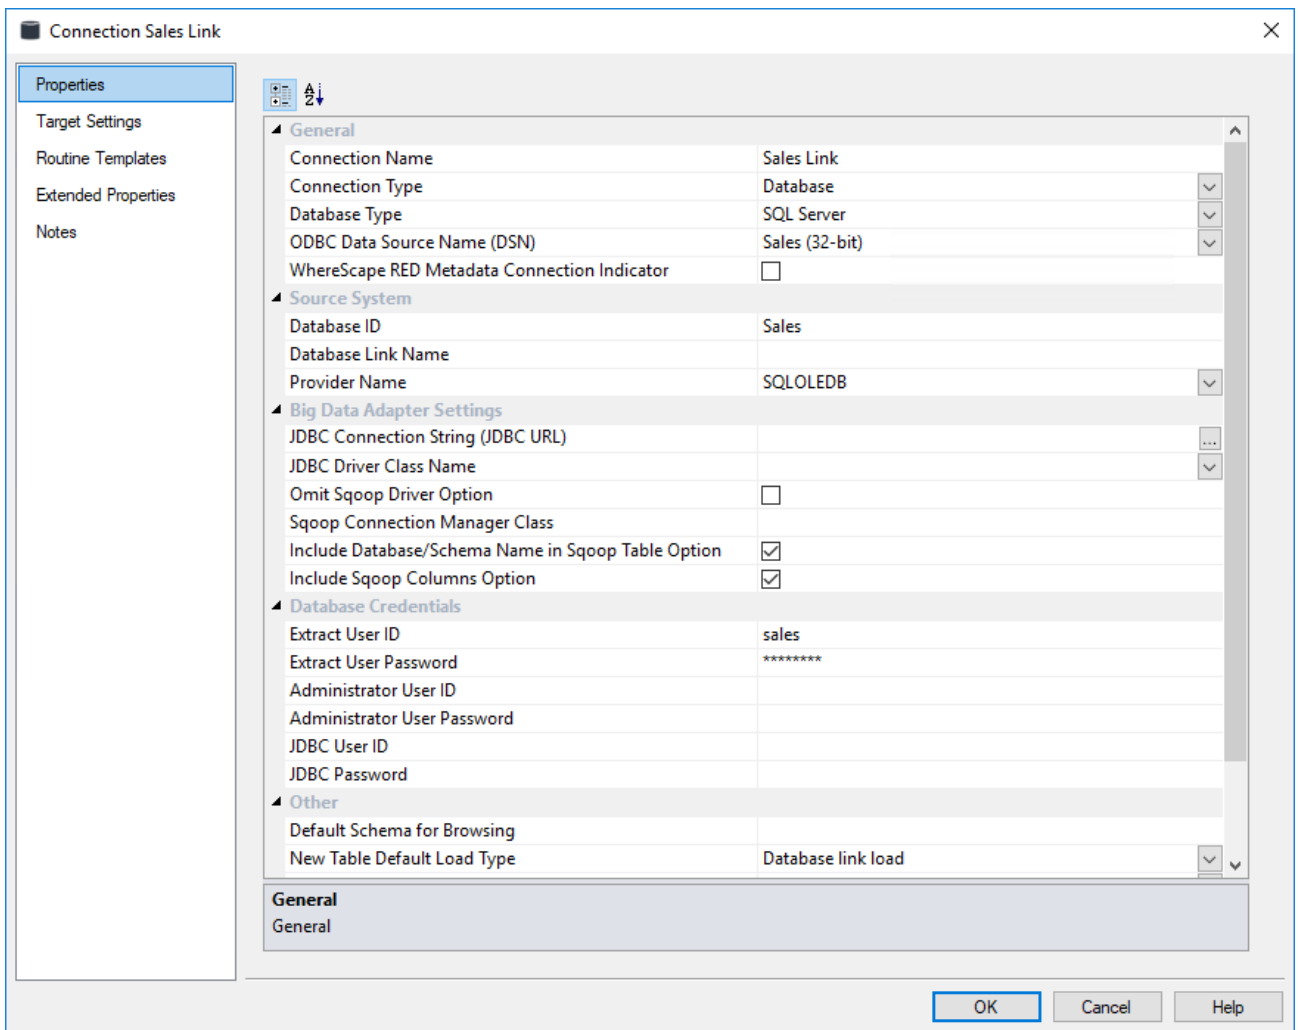 Connection Sales Link
Properties
Target Settings
Routine Templates
Extended Properties
Notes
General
Connection Name Sales Link
Connection Type Database
Database Type SQL Server
ODBC Data Source Name (DSN) Sales (32-bit)
WhereScape RED Metadata Connection Indicator
Source System
Database ID Sales
Database Link Name
Provider Name SQLOLEDB
Big Data Adapter Settings
JDBC Connection String (JDBC URL) ...
JDBC Driver Class Name
Omit Sqoop Driver Option
Sqoop Connection Manager Class
Include Database/Schema Name in Sqoop Table Option
Include Sqoop Columns Option
Database Credentials
Extract User ID sales
Extract User Password ********
Administrator User ID
Administrator User Password
JDBC User ID
JDBC Password
Other
Default Schema for Browsing
New Table Default Load Type Database link load
General
General
OK Cancel Help